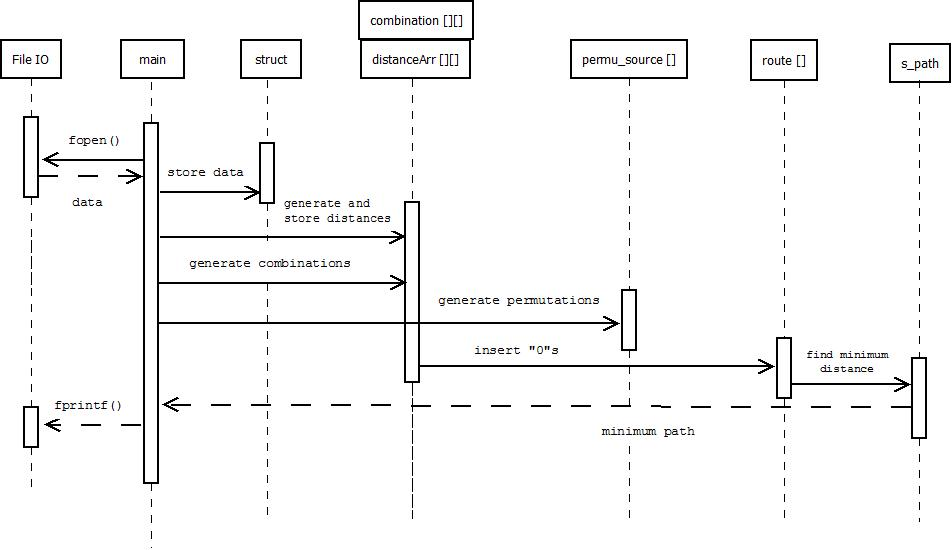 combination [][]
File IO
main
struct
distanceArr [][]
permu_source []
route []
s_path
fopen()
store data
data
generate and
store distances
generate combinations
generate permutations
insert "0"s
find minimum
distance
fprintf()
minimum path